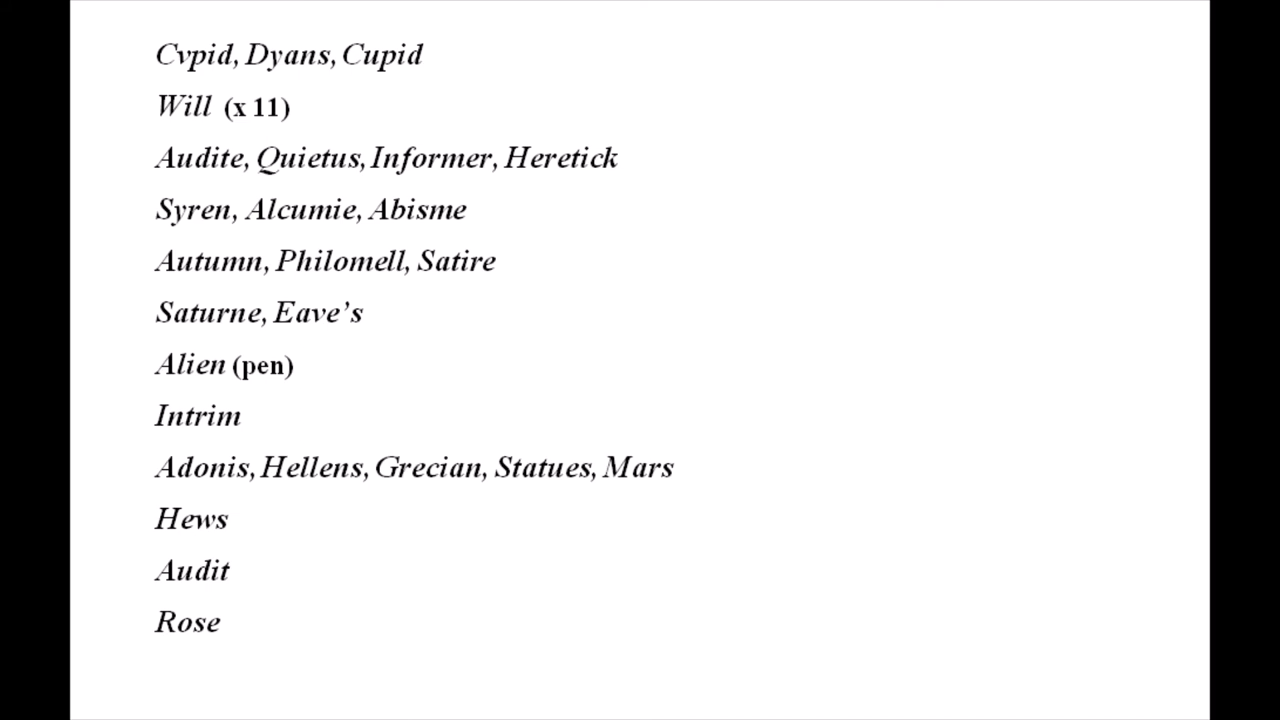 Cvpid, Dyans, Cupid
Will (x 11)
Audite, Quietus, Informer, Heretick
Syren, Alcumie, Abisme
Autumn, Philomell, Satire
Saturne, Eave’s
Alien (pen)
Intrim
Adonis, Hellens, Grecian, Statues, Mars
Hews
Audit
Rose